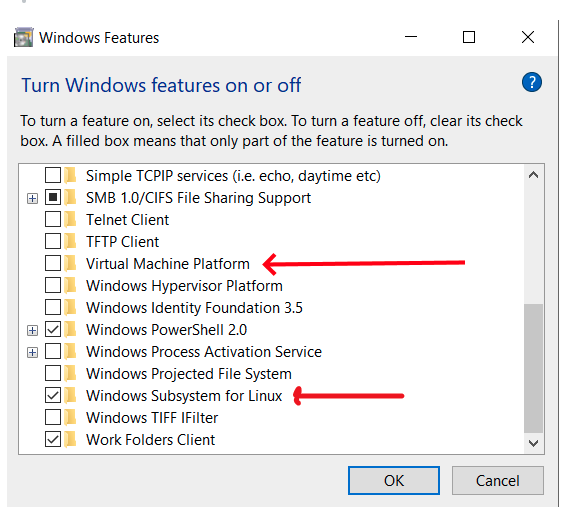 Windows Features
Turn Windows features on or off
?
To turn a feature on, select its check box. To turn a feature off, clear its check
box. A filled box means that only part of the feature is turned on.
Simple TCPIP services (i.e. echo, daytime etc)
SMB 1.0/CIFS File Sharing Support
Telnet Client
TFTP Client
Virtual Machine Platform
Windows Hypervisor Platform
Windows Identity Foundation 3.5
Windows PowerShell 2.0
Windows Process Activation Service
Windows Projected File System
Windows Subsystem for Linux
Windows TIFF IFilter
Work Folders Client
OK
Cancel